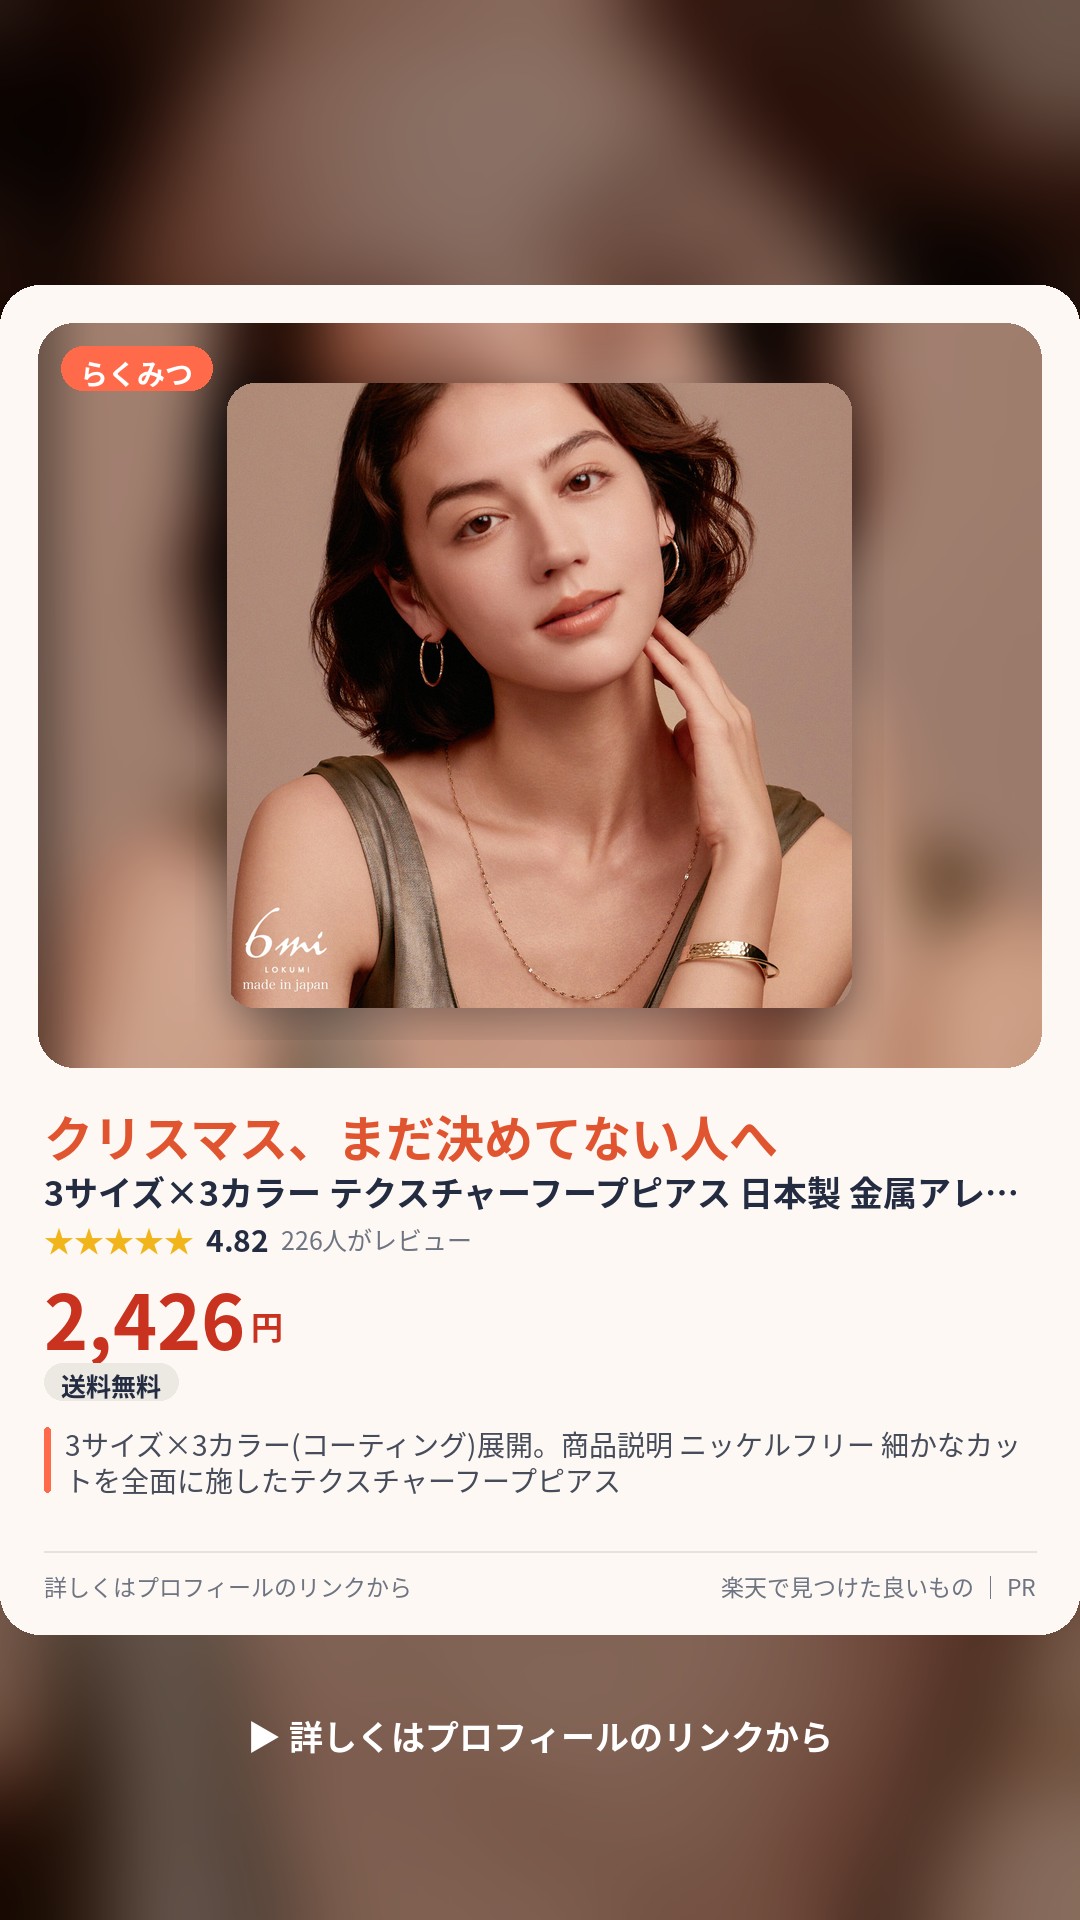 らくみつ
6mi
LOKUMI
made in japan
クリスマス、まだ決めてない人へ
3サイズ×3カラー テクスチャーフープピアス 日本製 金属アレ…
★★★★★ 4.82 226人がレビュー
2,426円
送料無料
3サイズ×3カラー(コーティング)展開。商品説明 ニッケルフリー 細かなカッ
トを全面に施したテクスチャーフープピアス
詳しくはプロフィールのリンクから
楽天で見つけた良いもの｜PR
▶ 詳しくはプロフィールのリンクから